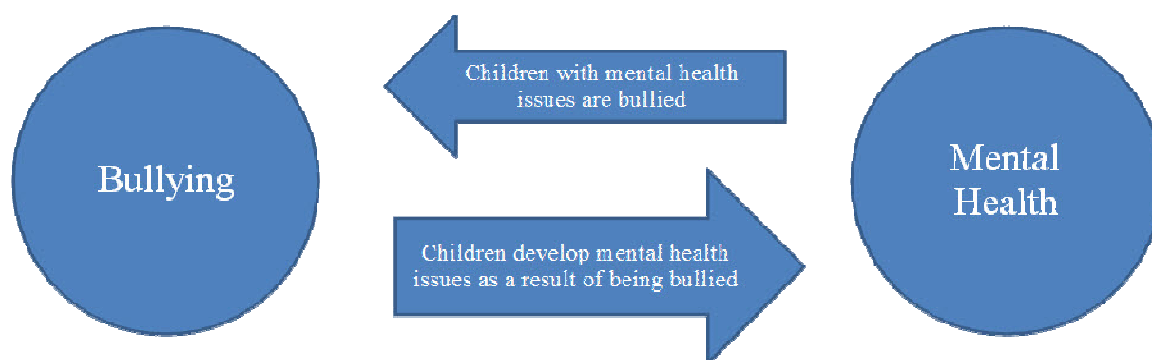 Bullying
Children with mental health
issues are bullied
Children develop mental health
issues as a result of being bullied
Mental
Health